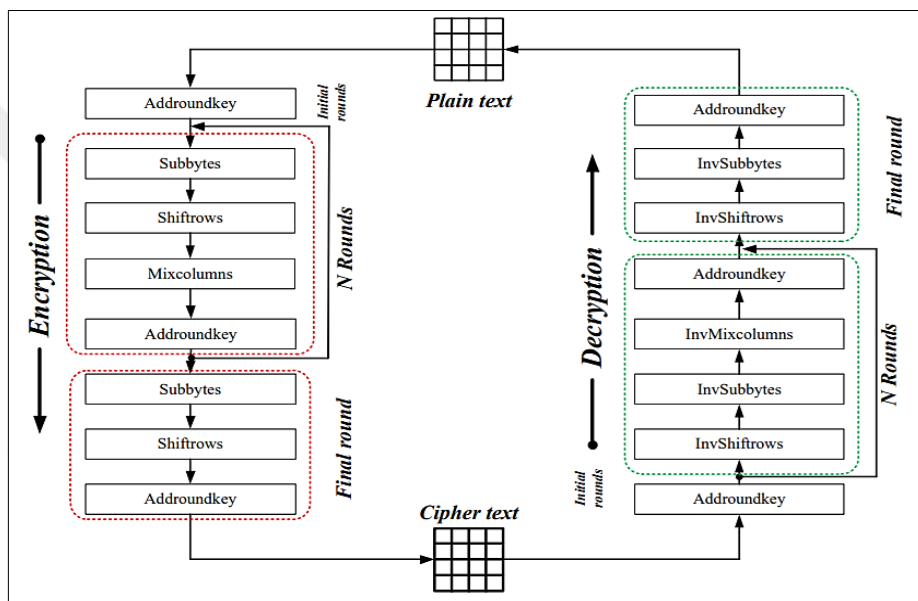 Plain text
Encryption
Addroundkey
Initial
rounds
Subbytes
Shiftrows
Mixcolumns
Addroundkey
N Rounds
Subbytes
Shiftrows
Addroundkey
Final round
Cipher text
Decryption
Addroundkey
InvSubbytes
InvShiftrows
Final round
Addroundkey
InvMixcolumns
InvSubbytes
InvShiftrows
N Rounds
Initial
rounds
Addroundkey